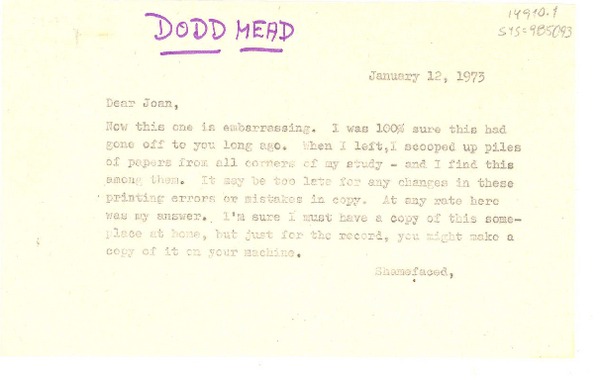 DODD MEAD
14910.1
SYS=985093
January 12, 1973
Dear Joan,
Now this one is embarrassing. I was 100% sure this had
gone off to you long ago. When I left,I scooped up piles
of papers from all corners of my study - and I find this
among them. It may be too late for any changes in these
printing errors or mistakes in copy. At any rate here
was my answer. I'm sure I must have a copy of this some-
place at home, but just for the record, you might make a
copy of it on your machine.
Shamefaced,